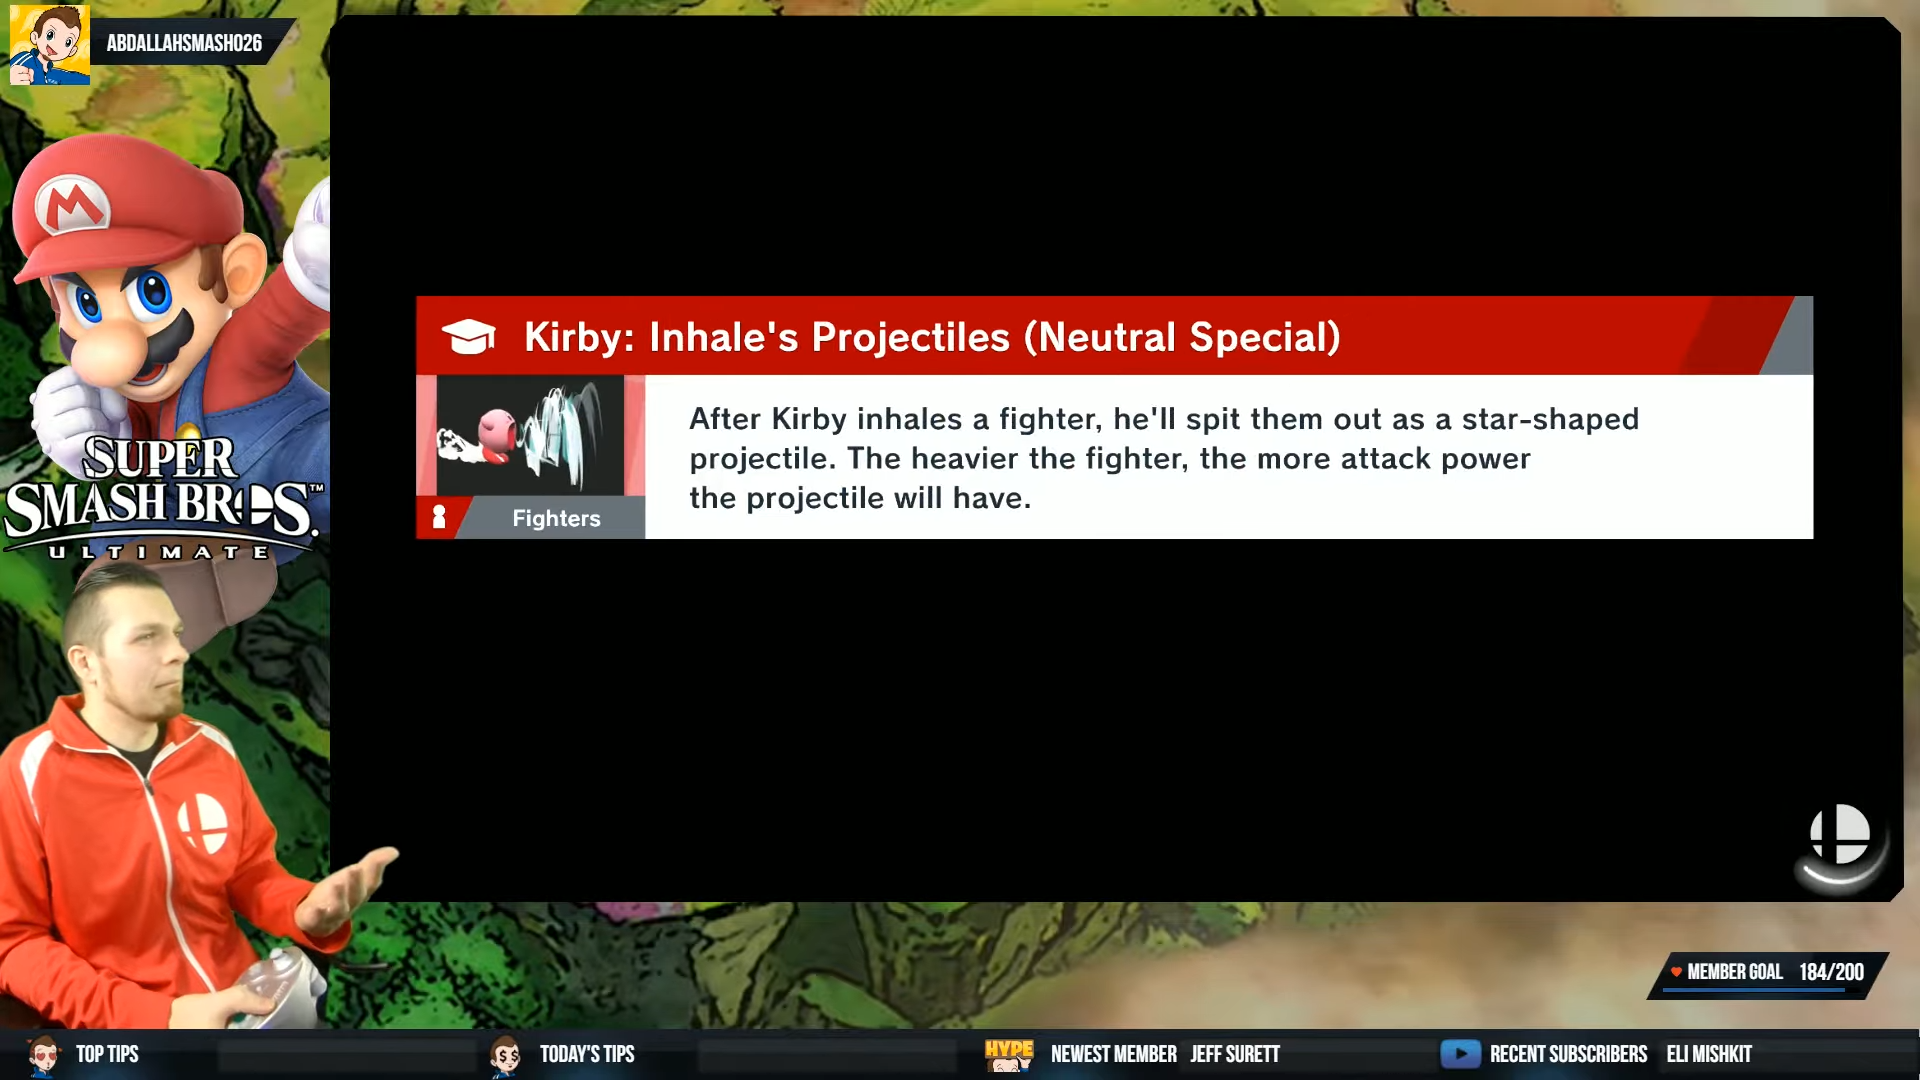 ABDALLAHSMASH026
M
SUPER
SMASH BROS.™
ULTIMATE
Kirby: Inhale's Projectiles (Neutral Special)
After Kirby inhales a fighter, he'll spit them out as a star-shaped
projectile. The heavier the fighter, the more attack power
the projectile will have.
Fighters
MEMBER GOAL 184/200
TOP TIPS
TODAY'S TIPS
HYPE NEWEST MEMBER JEFF SURETT
RECENT SUBSCRIBERS ELI MISHKIT